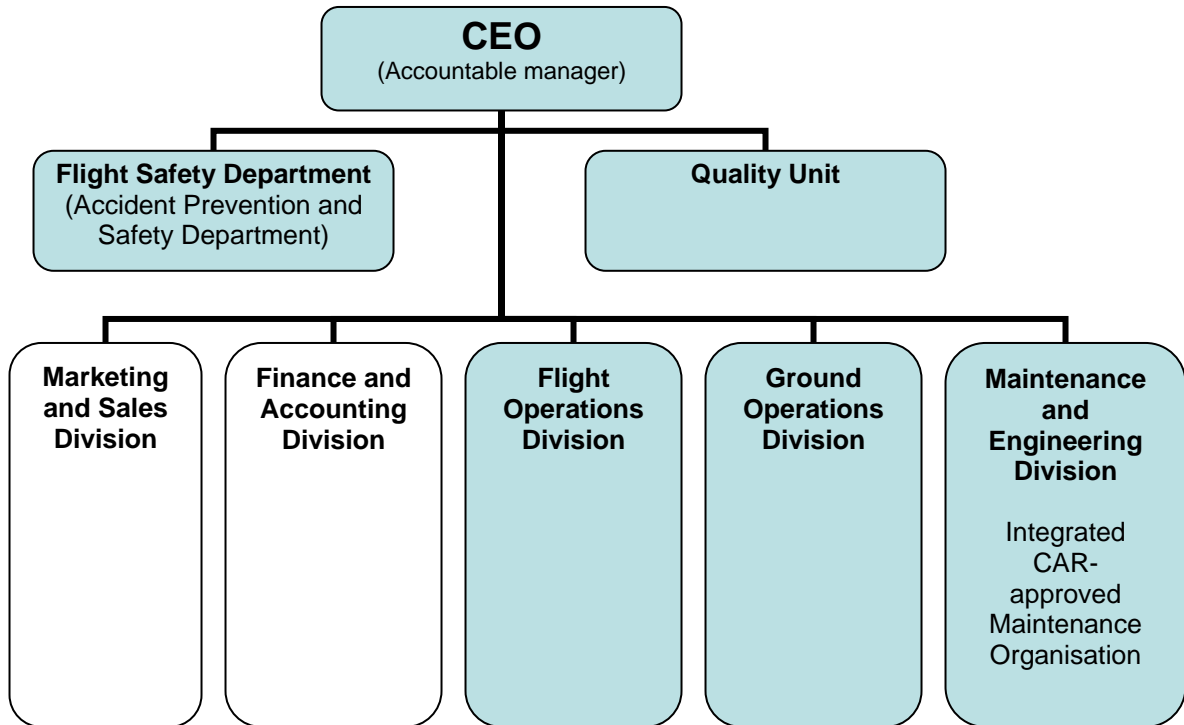 CEO
(Accountable manager)
Flight Safety Department
(Accident Prevention and
Safety Department)
Quality Unit
Marketing
and Sales
Division
Finance and
Accounting
Division
Flight
Operations
Division
Ground
Operations
Division
Maintenance
and
Engineering
Division
Integrated
CAR-
approved
Maintenance
Organisation